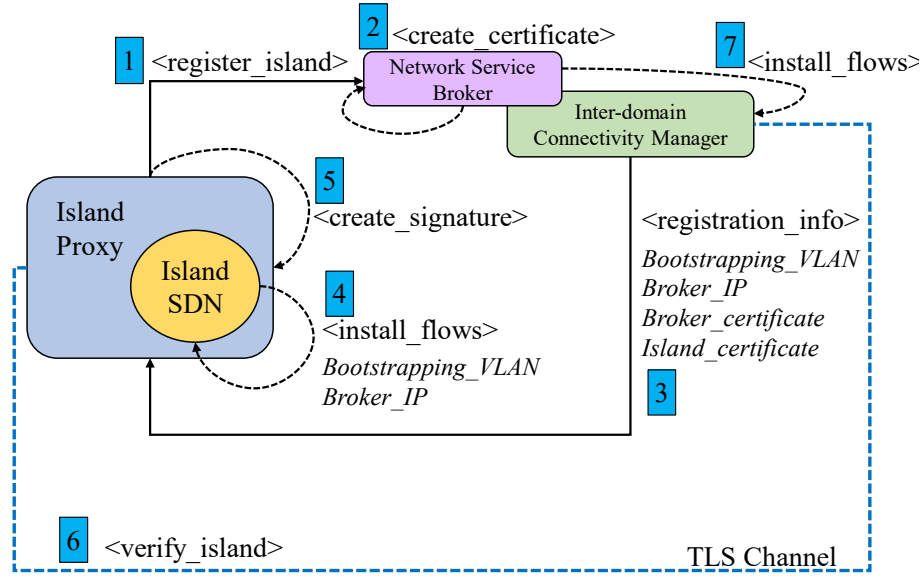 1
<register_island>
2
<create_certificate>
Network Service
Broker
7
<install_flows>
Inter-domain
Connectivity Manager
Island
Proxy
Island
SDN
5
<create_signature>
4
<install_flows>
Bootstrapping_VLAN
Broker_IP
<registration_info>
Bootstrapping_VLAN
Broker_IP
Broker_certificate
Island_certificate
3
6
<verify_island>
TLS Channel